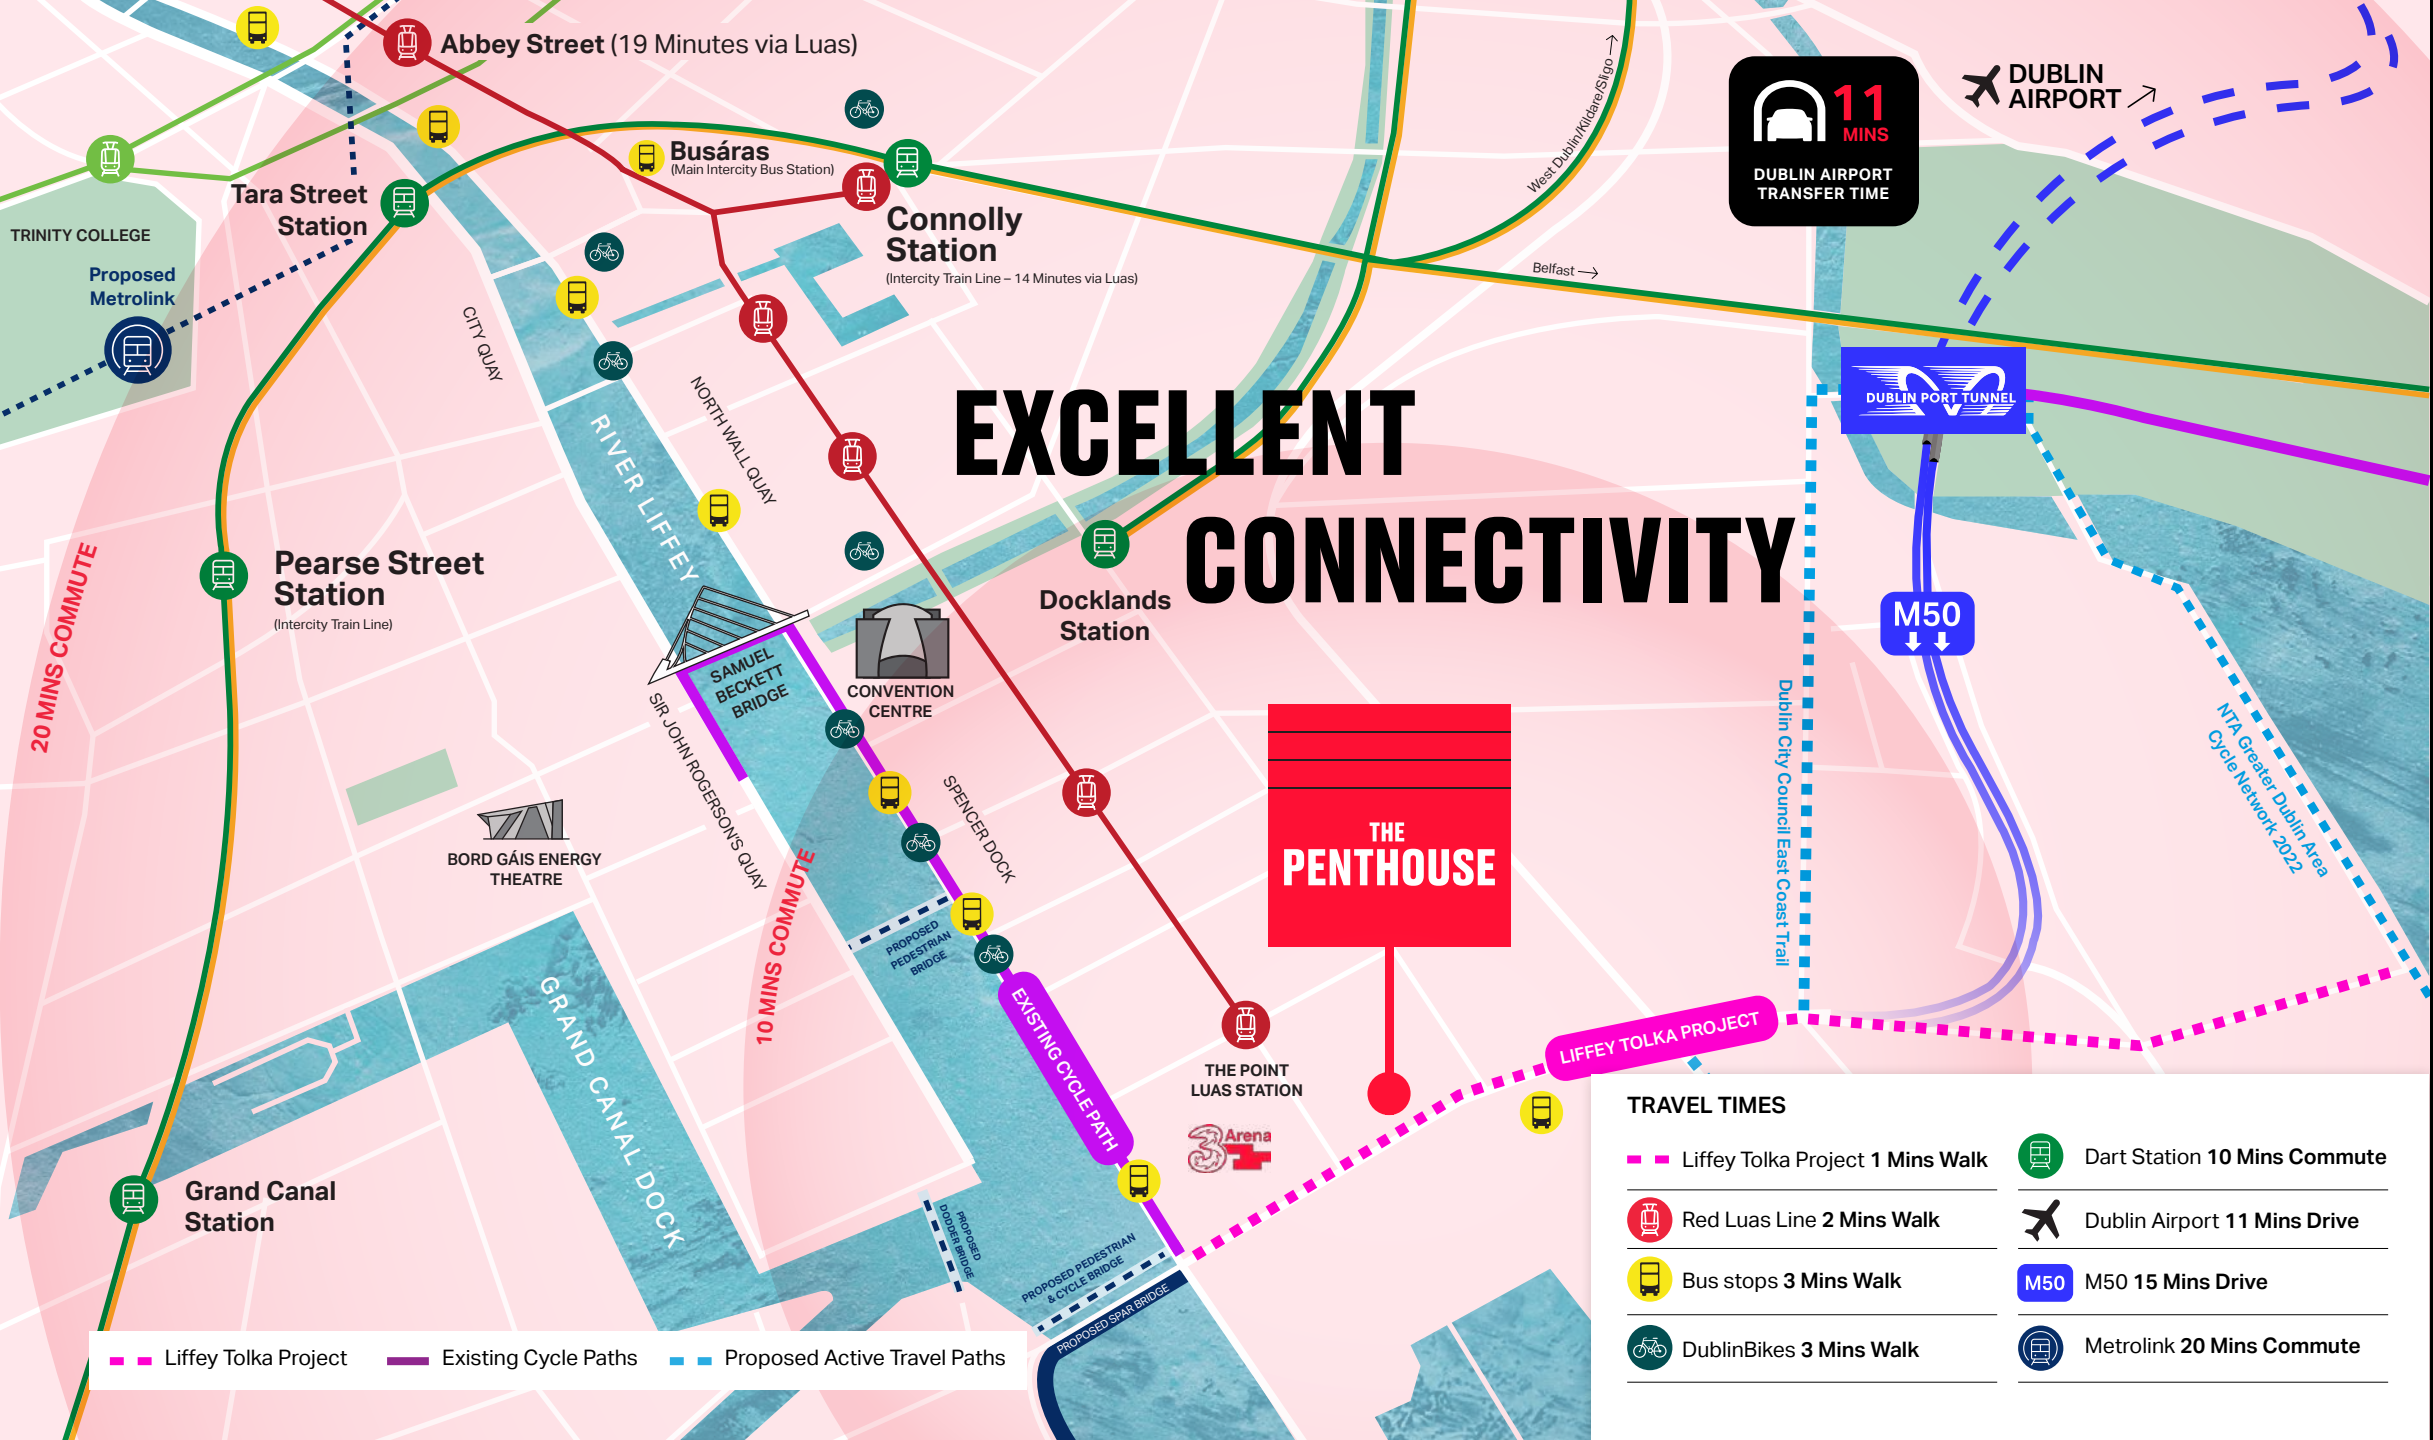 Abbey Street (19 Minutes via Luas)
Busáras
(Main Intercity Bus Station)
Tara Street
Station
TRINITY COLLEGE
Proposed
Metrolink
Connolly
Station
(Intercity Train Line – 14 Minutes via Luas)
West Dublin/Kildare/Sligo
Belfast
11
MINS
DUBLIN AIRPORT
TRANSFER TIME
DUBLIN
AIRPORT
DUBLIN PORT TUNNEL
M50
CITY QUAY
NORTH WALL QUAY
RIVER LIFFEY
EXCELLENT
CONNECTIVITY
Pearse Street
Station
(Intercity Train Line)
20 MINS COMMUTE
Docklands
Station
SAMUEL
BECKETT
BRIDGE
CONVENTION
CENTRE
SIR JOHN ROGERSON'S QUAY
SPENCER DOCK
BORD GÁIS ENERGY
THEATRE
10 MINS COMMUTE
THE
PENTHOUSE
Dublin City Council East Coast Trail
NTA Greater Dublin Area
Cycle Network 2022
PROPOSED
PEDESTRIAN
BRIDGE
GRAND CANAL DOCK
EXISTING CYCLE PATH
THE POINT
LUAS STATION
3Arena
LIFFEY TOLKA PROJECT
Grand Canal
Station
PROPOSED
DODDER BRIDGE
PROPOSED PEDESTRIAN
& CYCLE BRIDGE
PROPOSED SPAR BRIDGE
TRAVEL TIMES
Liffey Tolka Project 1 Mins Walk
Red Luas Line 2 Mins Walk
Bus stops 3 Mins Walk
DublinBikes 3 Mins Walk
Dart Station 10 Mins Commute
Dublin Airport 11 Mins Drive
M50
M50 15 Mins Drive
Metrolink 20 Mins Commute
Liffey Tolka Project
Existing Cycle Paths
Proposed Active Travel Paths